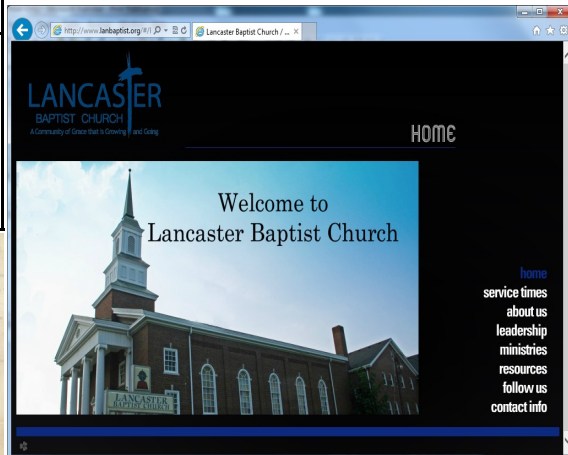 http://www.lanbaptist.org/#/l
Lancaster Baptist Church / ...
LANCASTER
BAPTIST CHURCH
A Community of Grace that is Growing and Going
HOME
Welcome to
Lancaster Baptist Church
LANCASTER
BAPTIST CHURCH
home
service times
about us
leadership
ministries
resources
follow us
contact info